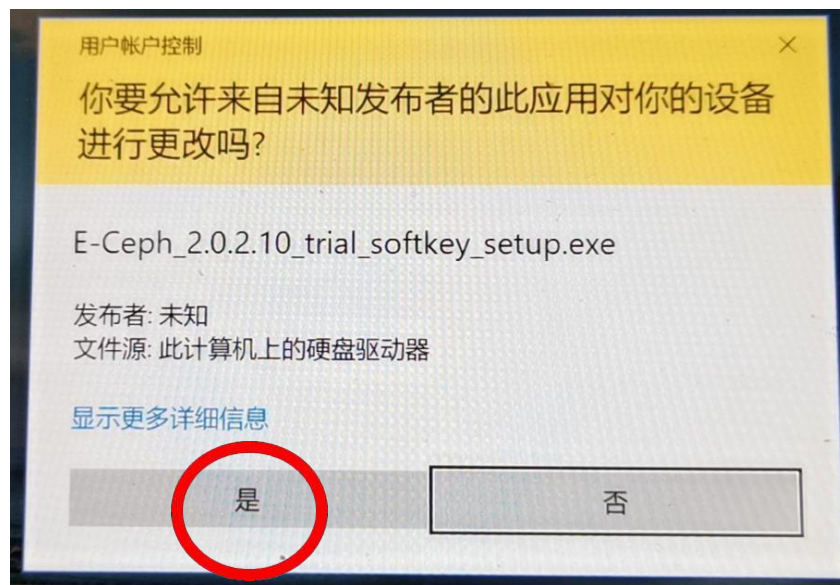 用户帐户控制
你要允许来自未知发布者的此应用对你的设备
进行更改吗?
E-Ceph_2.0.2.10_trial_softkey_setup.exe
发布者: 未知
文件源: 此计算机上的硬盘驱动器
显示更多详细信息
是
否